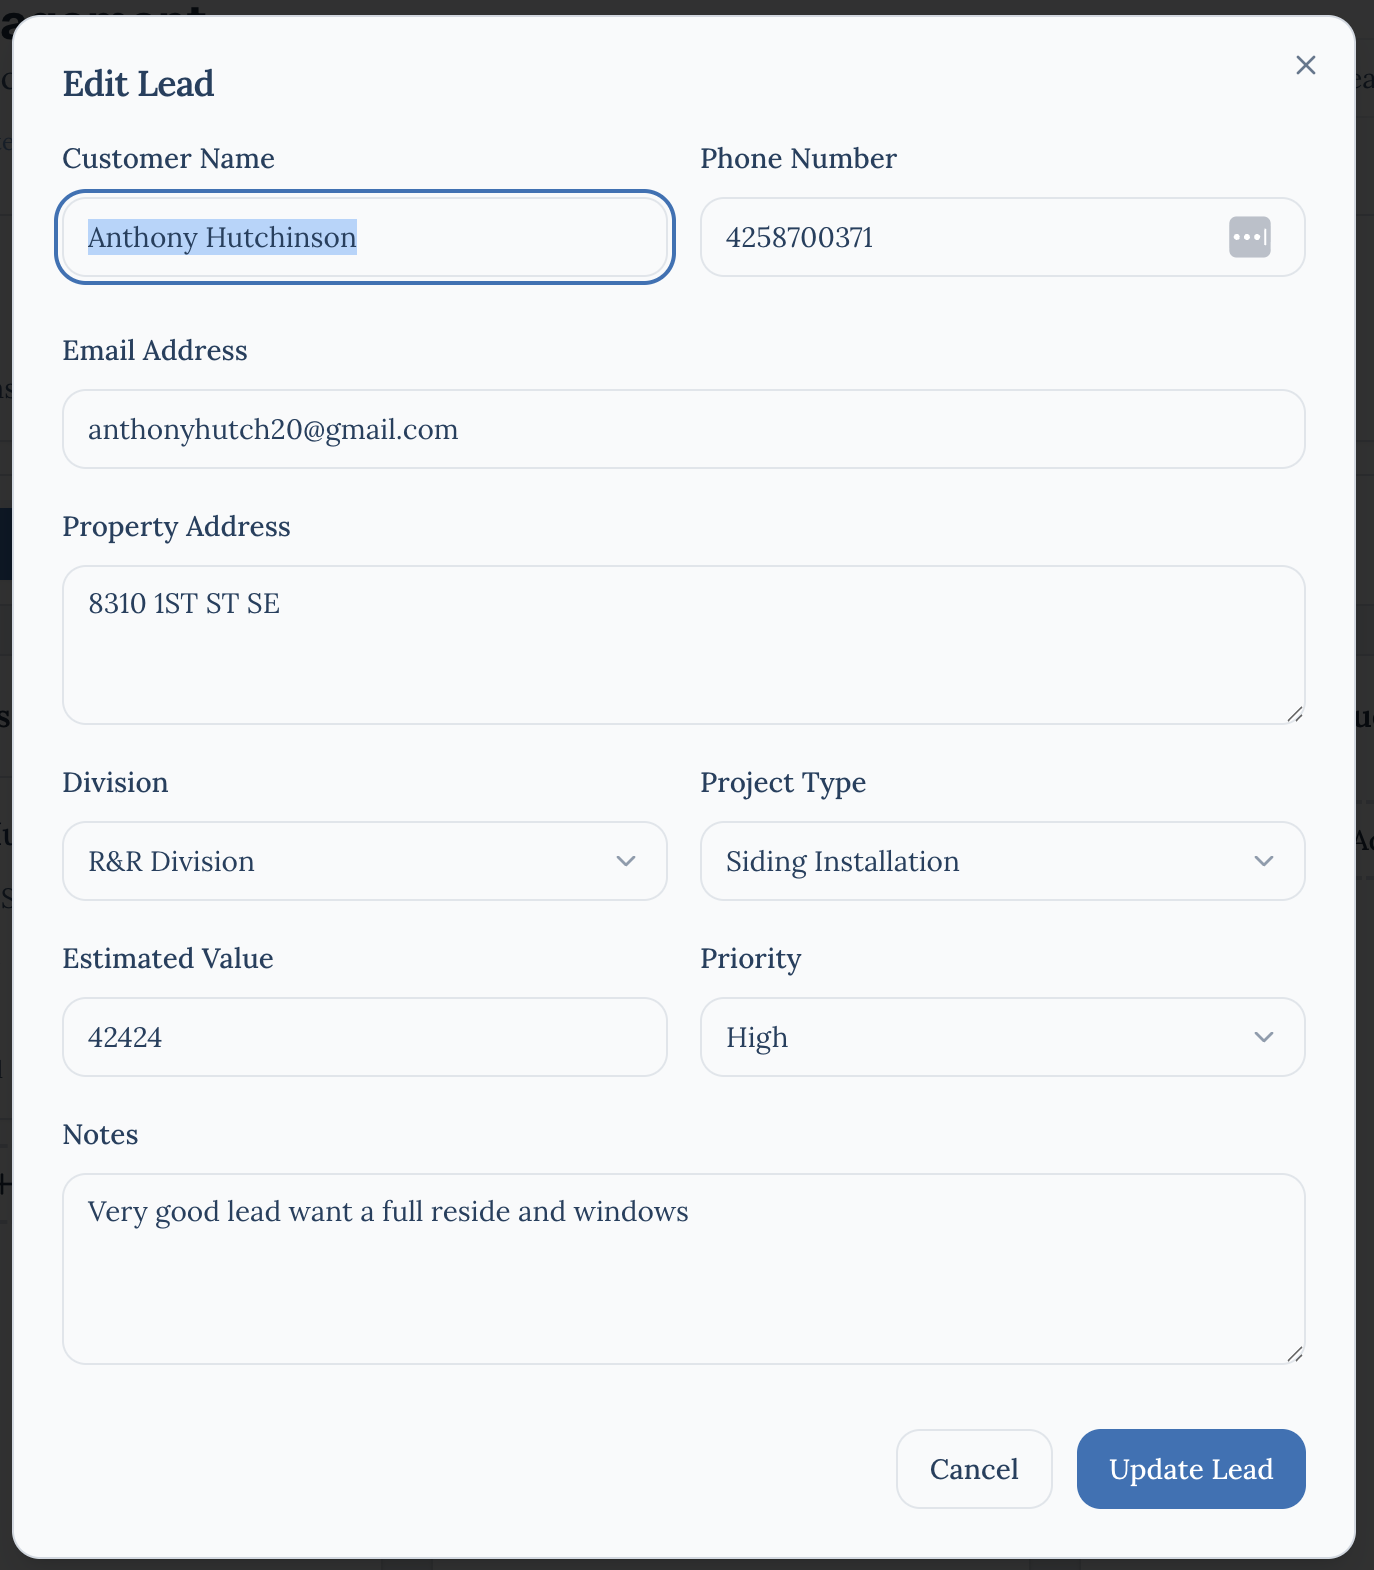 Edit Lead
Customer Name
Phone Number
Anthony Hutchinson
4258700371
Email Address
anthonyhutch20@gmail.com
Property Address
8310 1ST ST SE
Division
Project Type
R&R Division
Siding Installation
Estimated Value
Priority
42424
High
Notes
Very good lead want a full reside and windows
Cancel
Update Lead